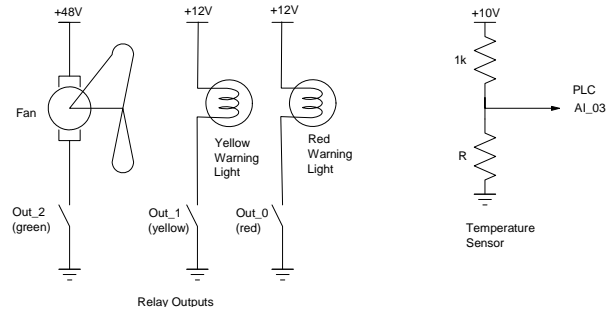 +48V
+12V
+12V
+10V
1k
PLC
AI_03
Fan
Yellow
Warning
Light
Red
Warning
Light
R
Out_2
(green)
Out_1
(yellow)
Out_0
(red)
Temperature
Sensor
Relay Outputs